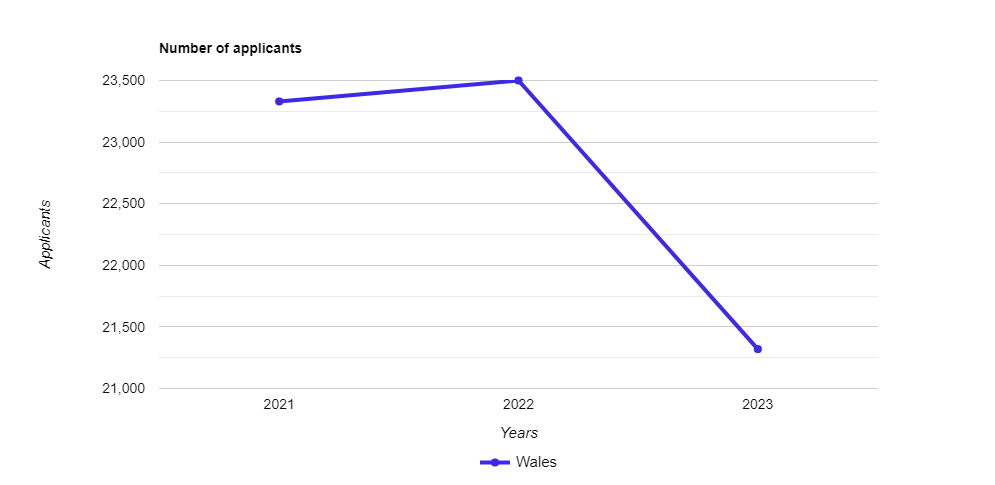 Number of applicants
23,500
23,000
22,500
22,000
21,500
21,000
Applicants
2021 2022 2023
Years
Wales